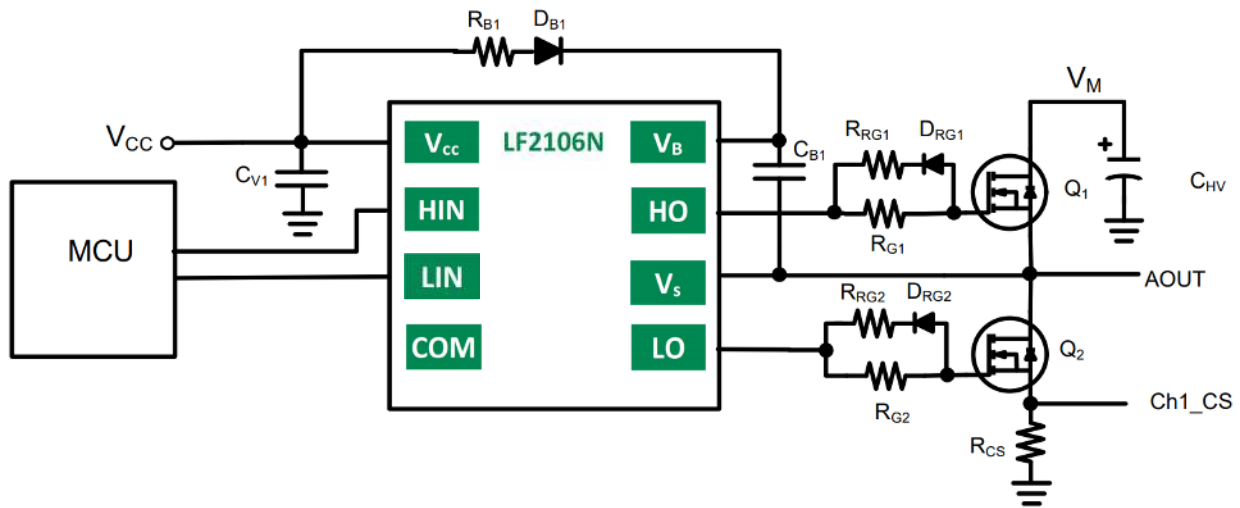 RB1
DB1
VM
VCC
Vcc
LF2106N
VB
CB1
RRG1
DRG1
CV1
Q1
CHV
+
MCU
HIN
HO
RG1
LIN
Vs
AOUT
RRG2
DRG2
COM
LO
Q2
RG2
Ch1_CS
RCS